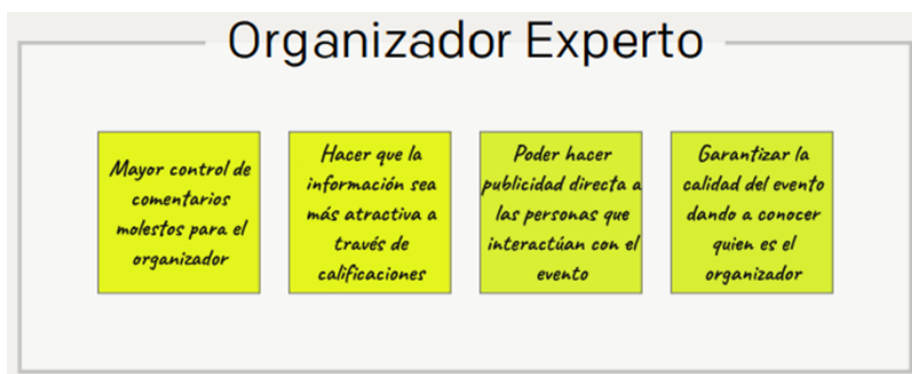 Organizador Experto
Mayor control de
comentarios
molestos para el
organizador
Hacer que la
información sea
más atractiva a
través de
calificaciones
Poder hacer
publicidad directa a
las personas que
interactúan con el
evento
Garantizar la
calidad del evento
dando a conocer
quien es el
organizador